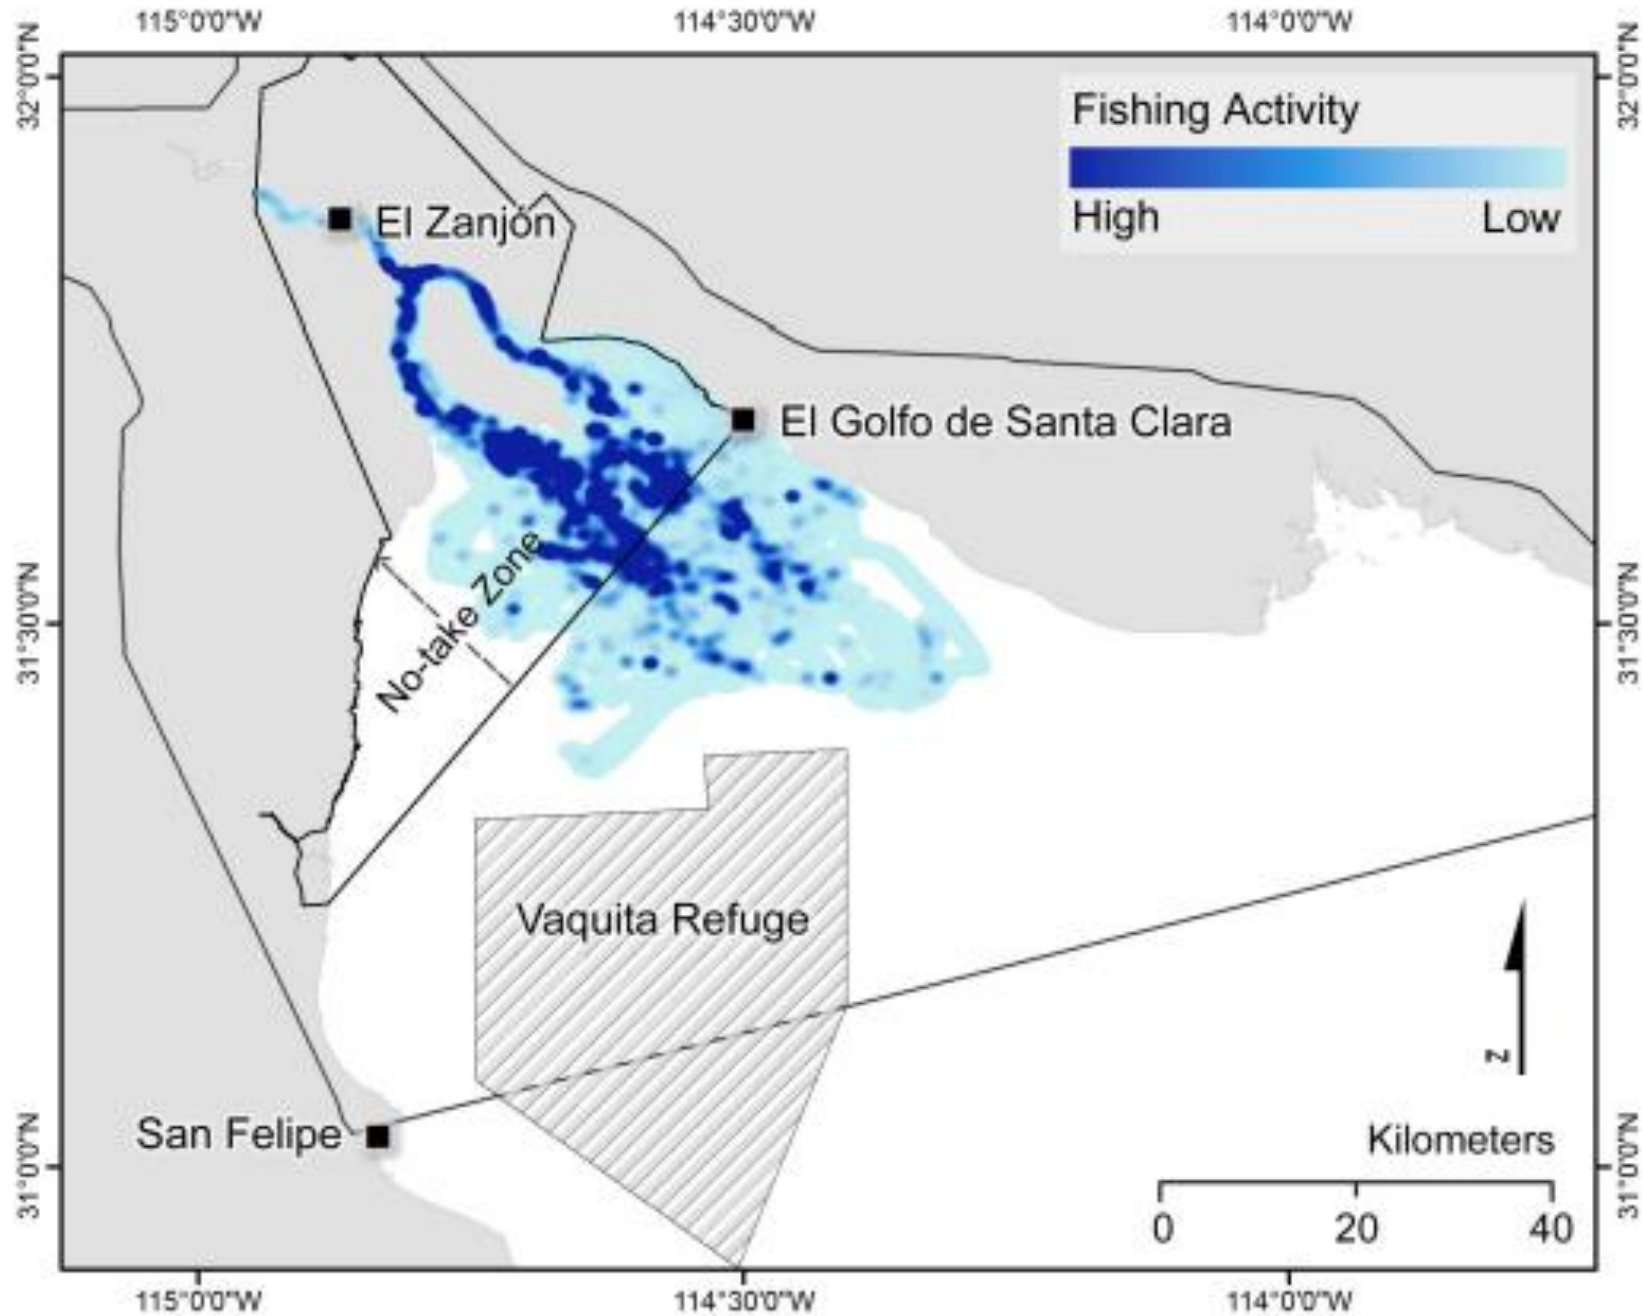 115°0'0"W
114°30'0"W
114°0'0"W
32°0'0"N
32°0'0"N
Fishing Activity
High
Low
El Zanjón
El Golfo de Santa Clara
No-take Zone
31°30'0"N
31°30'0"N
Vaquita Refuge
N
San Felipe
Kilometers
0 20 40
31°0'0"N
31°0'0"N
115°0'0"W
114°30'0"W
114°0'0"W